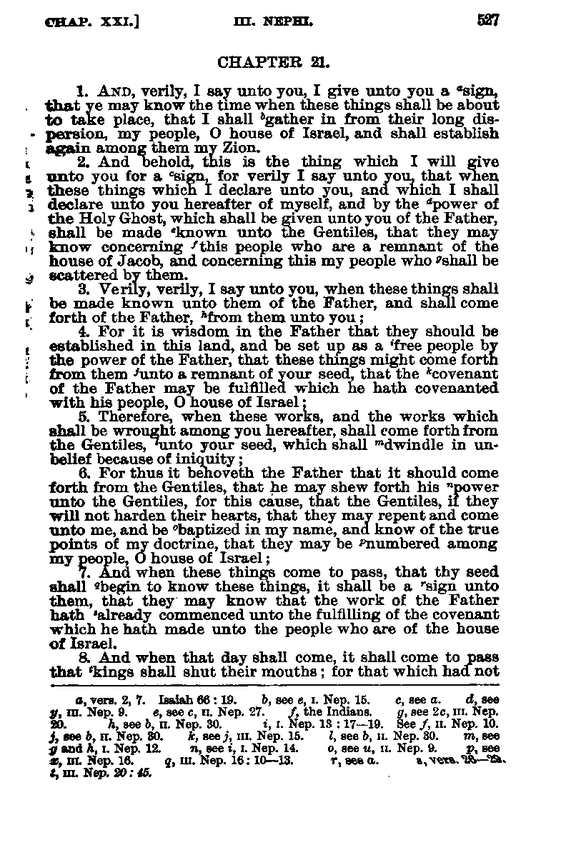 CHAP. XXI.] III. NEPHI. 527
CHAPTER 21.
1. AND, verily, I say unto you, I give unto you a ᵃsign,
that ye may know the time when these things shall be about
to take place, that I shall ᵇgather in from their long dis-
persion, my people, O house of Israel, and shall establish
again among them my Zion.
2. And behold, this is the thing which I will give
unto you for a ᶜsign, for verily I say unto you, that when
these things which I declare unto you, and which I shall
declare unto you hereafter of myself, and by the ᵈpower of
the Holy Ghost, which shall be given unto you of the Father,
shall be made ᵉknown unto the Gentiles, that they may
know concerning ᶠthis people who are a remnant of the
house of Jacob, and concerning this my people who ᵍshall be
scattered by them.
3. Verily, verily, I say unto you, when these things shall
be made known unto them of the Father, and shall come
forth of the Father, ʰfrom them unto you;
4. For it is wisdom in the Father that they should be
established in this land, and be set up as a ⁱfree people by
the power of the Father, that these things might come forth
from them ʲunto a remnant of your seed, that the ᵏcovenant
of the Father may be fulfilled which he hath covenanted
with his people, O house of Israel;
5. Therefore, when these works, and the works which
shall be wrought among you hereafter, shall come forth from
the Gentiles, ˡunto your seed, which shall ᵐdwindle in un-
belief because of iniquity;
6. For thus it behoveth the Father that it should come
forth from the Gentiles, that he may shew forth his ⁿpower
unto the Gentiles, for this cause, that the Gentiles, if they
will not harden their hearts, that they may repent and come
unto me, and be ᵒbaptized in my name, and know of the true
points of my doctrine, that they may be ᵖnumbered among
my people, O house of Israel;
7. And when these things come to pass, that thy seed
shall ᑫbegin to know these things, it shall be a ʳsign unto
them, that they may know that the work of the Father
hath ˢalready commenced unto the fulfilling of the covenant
which he hath made unto the people who are of the house
of Israel.
8. And when that day shall come, it shall come to pass
that ᵗkings shall shut their mouths; for that which had not
a, vers. 2, 7. Isaiah 66:19. b, see e, I. Nep. 15. c, see a. d, see
y, III. Nep. 9. e, see c, II. Nep. 27. f, the Indians. g, see 2c, III. Nep.
20. h, see b, II. Nep. 30. i, I. Nep. 13:17—19. See f, II. Nep. 10.
j, see b, II. Nep. 30. k, see j, III. Nep. 15. l, see b, II. Nep. 30. m, see
g and h, I. Nep. 12. n, see i, I. Nep. 14. o, see u, II. Nep. 9. p, see
x, III. Nep. 16. q, III. Nep. 16:10—13. r, see a. s, vers.
t, III. Nep. 20:45.